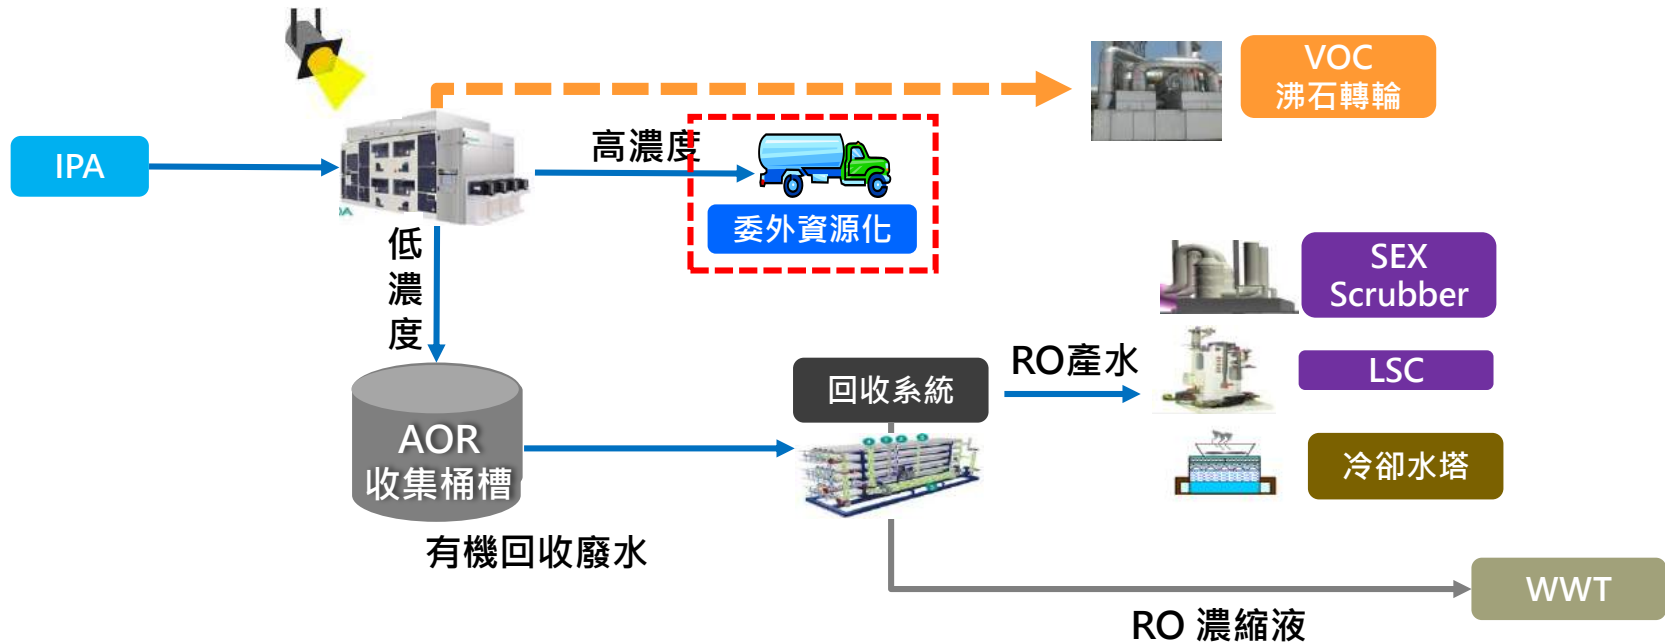 VOC
沸石轉輪
IPA
高濃度
委外資源化
低濃度
SEX
Scrubber
RO產水
LSC
回收系統
AOR
收集桶槽
冷卻水塔
有機回收廢水
WWT
RO 濃縮液